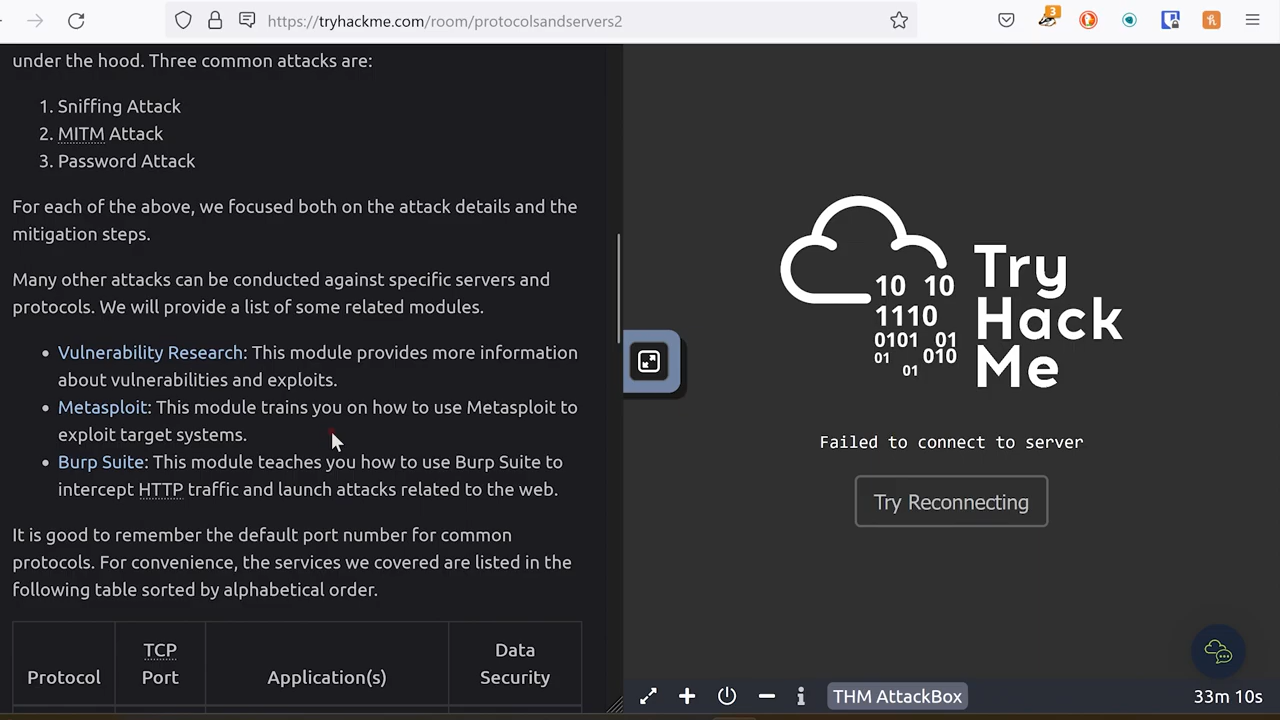 https://tryhackme.com/room/protocolsandservers2
3
under the hood. Three common attacks are:
1. Sniffing Attack
2. MITM Attack
3. Password Attack
For each of the above, we focused both on the attack details and the
mitigation steps.
Many other attacks can be conducted against specific servers and
protocols. We will provide a list of some related modules.
• Vulnerability Research: This module provides more information
about vulnerabilities and exploits.
• Metasploit: This module trains you on how to use Metasploit to
exploit target systems.
• Burp Suite: This module teaches you how to use Burp Suite to
intercept HTTP traffic and launch attacks related to the web.
It is good to remember the default port number for common
protocols. For convenience, the services we covered are listed in the
following table sorted by alphabetical order.
Protocol
TCP
Port
Application(s)
Data
Security
10 10
1110
0101 01
01 010
01
Try
Hack
Me
Failed to connect to server
Try Reconnecting
THM AttackBox
33m 10s